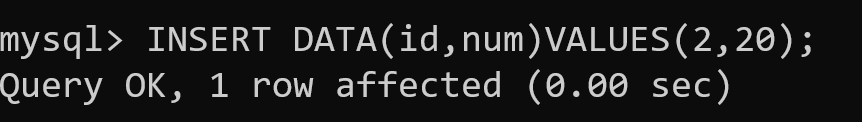 mysql> INSERT DATA(id,num)VALUES(2,20);
Query OK, 1 row affected (0.00 sec)